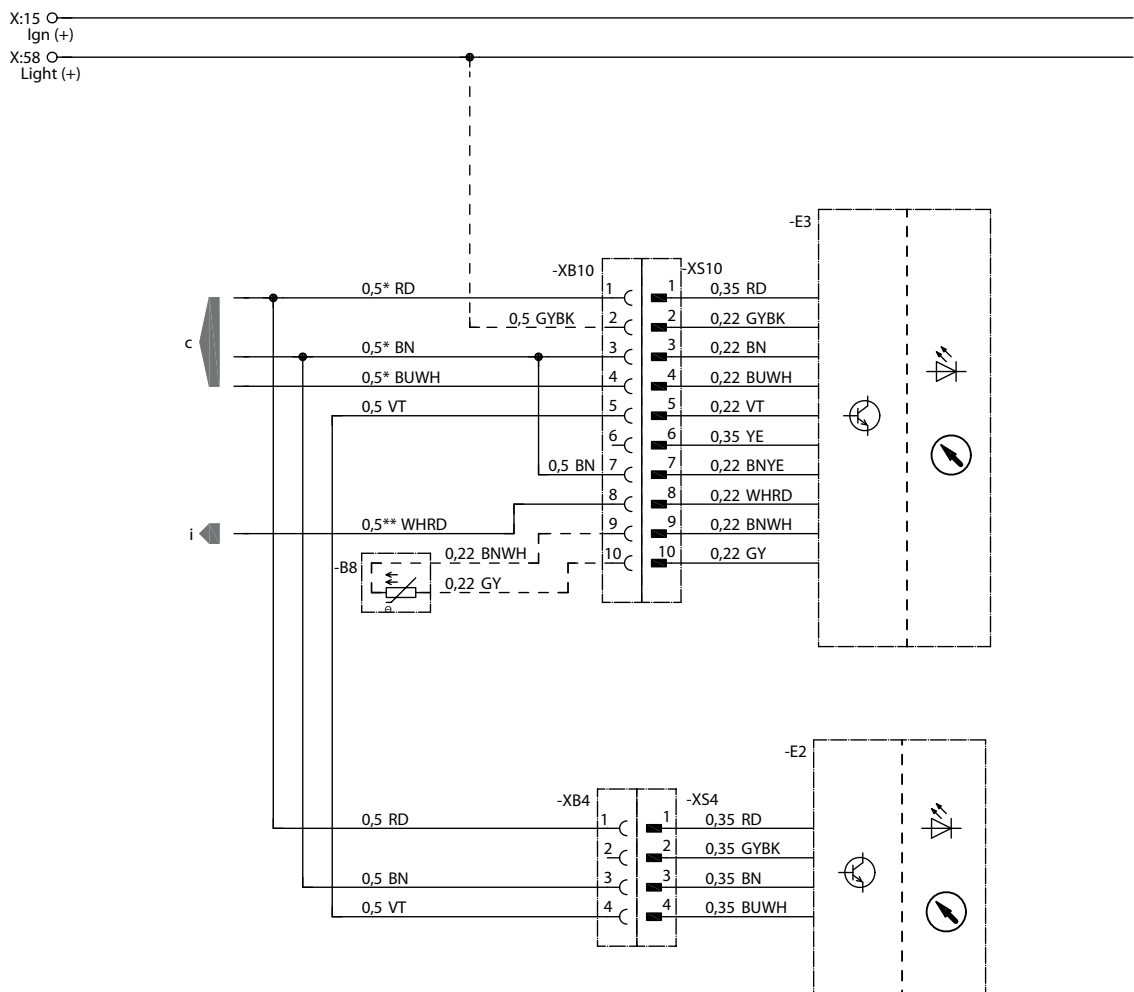 X:15
Ign (+)
X:58
Light (+)
-E3
-XB10
-XS10
0,5* RD
1
1
0,35 RD
0,5 GYBK
2
2
0,22 GYBK
c
0,5* BN
3
3
0,22 BN
0,5* BUWH
4
4
0,22 BUWH
0,5 VT
5
5
0,22 VT
6
6
0,35 YE
0,5 BN
7
7
0,22 BNYE
8
8
0,22 WHRD
i
0,5** WHRD
9
9
0,22 BNWH
-B8
0,22 BNWH
10
10
0,22 GY
0,22 GY
Θ
-E2
-XB4
-XS4
0,5 RD
1
1
0,35 RD
2
2
0,35 GYBK
0,5 BN
3
3
0,35 BN
0,5 VT
4
4
0,35 BUWH